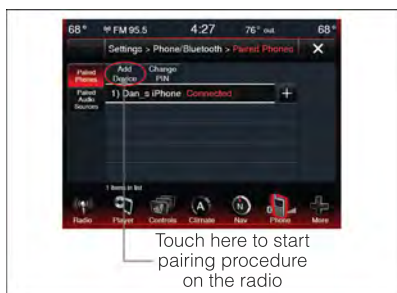 68° FM 95.5 4:27 76° out 68°
Settings > Phone/Bluetooth > Paired Phones X
Paired Phones
Add Device
Change PIN
Paired Audio Sources
1) Dan_s iPhone Connected +
1 Items in list
Radio Player Controls Climate Nav Phone More
Touch here to start
pairing procedure
on the radio